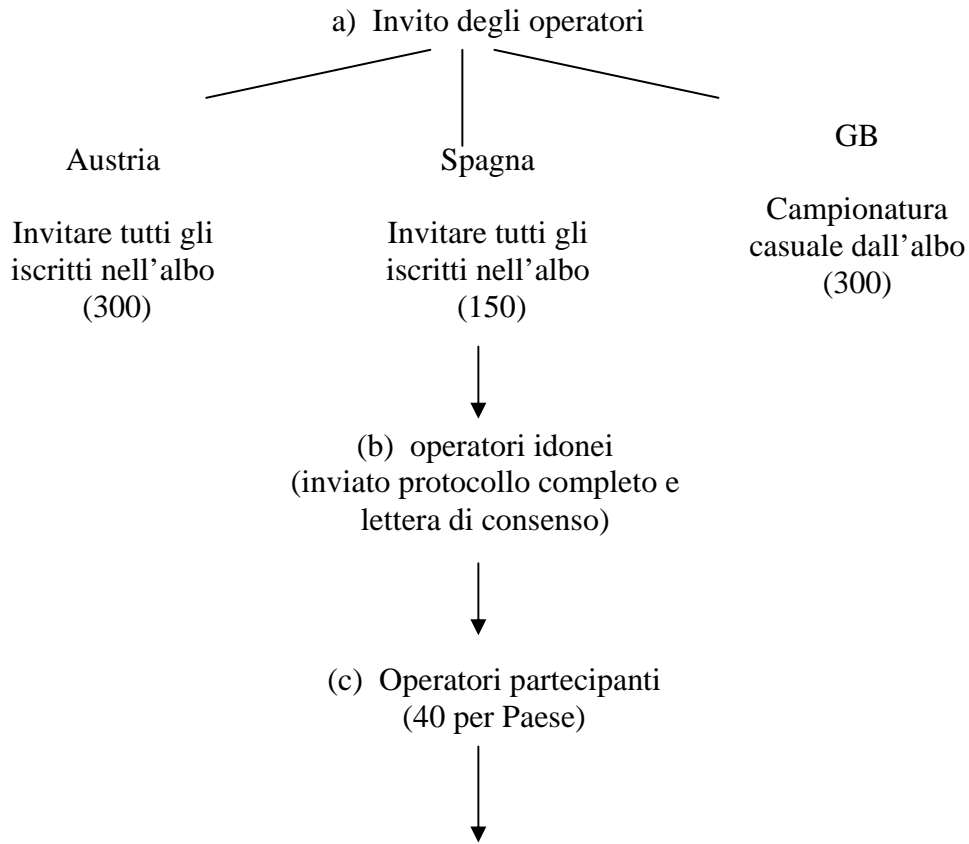 a) Invito degli operatori
Austria
Invitare tutti gli
iscritti nell'albo
(300)
Spagna
Invitare tutti gli
iscritti nell'albo
(150)
GB
Campionatura
casuale dall'albo
(300)
(b) operatori idonei
(inviato protocollo completo e
lettera di consenso)
(c) Operatori partecipanti
(40 per Paese)